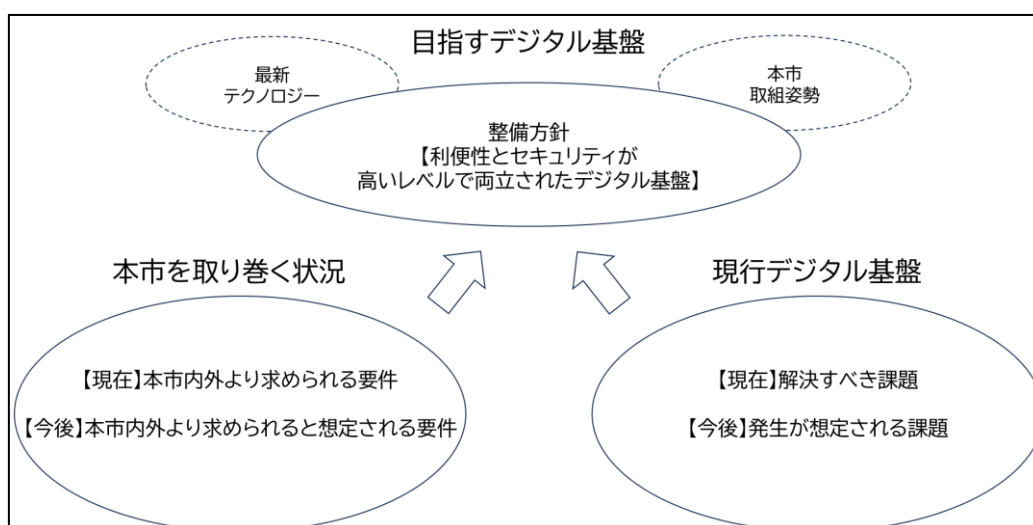 目指すデジタル基盤
最新
テクノロジー
本市
取組姿勢
整備方針
【利便性とセキュリティが
高いレベルで両立されたデジタル基盤】
本市を取り巻く状況
【現在】本市内外より求められる要件
【今後】本市内外より求められると想定される要件
現行デジタル基盤
【現在】解決すべき課題
【今後】発生が想定される課題